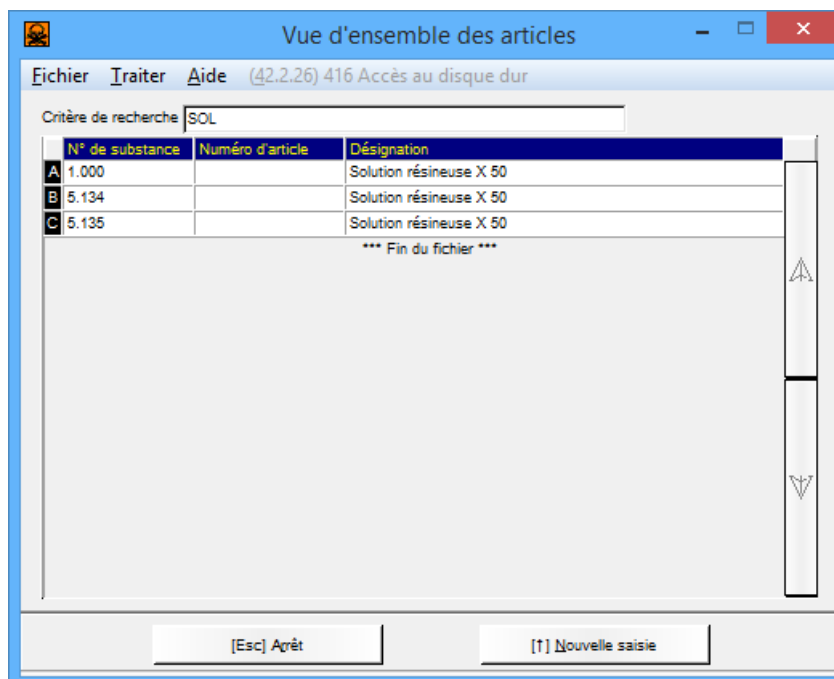 Vue d'ensemble des articles
Fichier Traiter Aide (42.2.26) 416 Accès au disque dur
Critère de recherche SOL
N° de substance Numéro d'article Désignation
A 1.000 Solution résineuse X 50
B 5.134 Solution résineuse X 50
C 5.135 Solution résineuse X 50
*** Fin du fichier ***
[Esc] Arrêt [↑] Nouvelle saisie